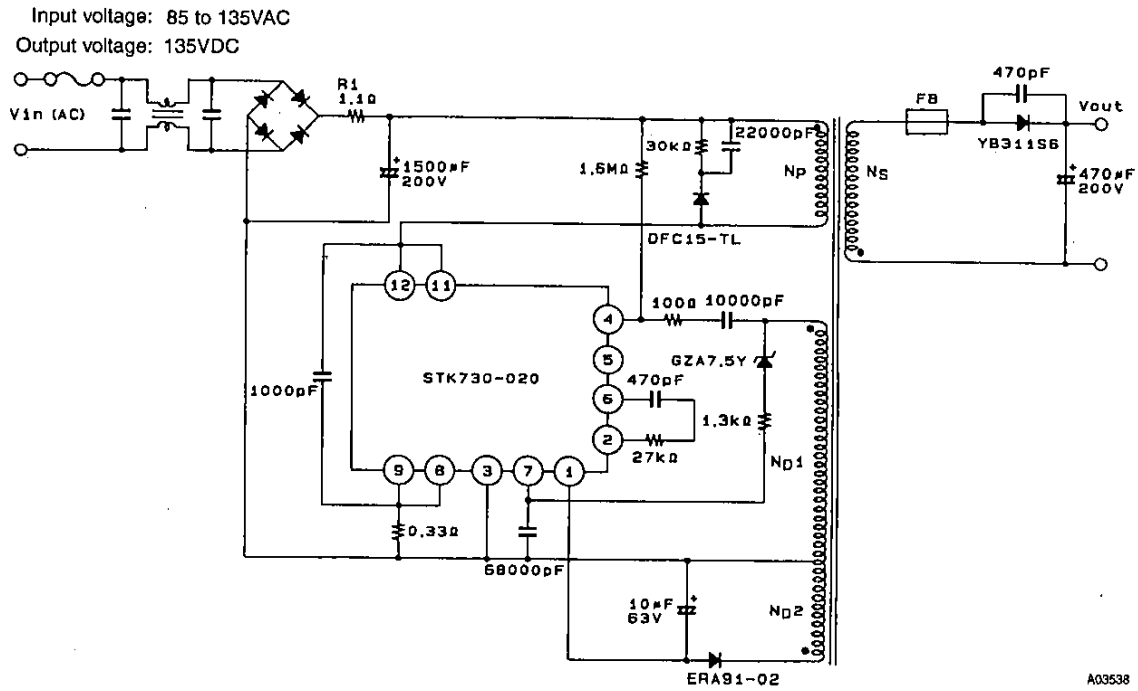 Input voltage: 85 to 135VAC
Output voltage: 135VDC
Vin (AC)
R1
1.1Ω
1500μF
200V
1,6MΩ
30kΩ
22000pF
NP
NS
FB
470pF
YB311S6
Vout
470μF
200V
DFC15-TL
12
11
4
5
6
2
9
8
3
7
1
STK730-020
1000pF
100Ω
10000pF
GZA7.5Y
470pF
27kΩ
1,3kΩ
ND1
0,33Ω
68000pF
10μF
63V
ND2
ERA91-02
A03538